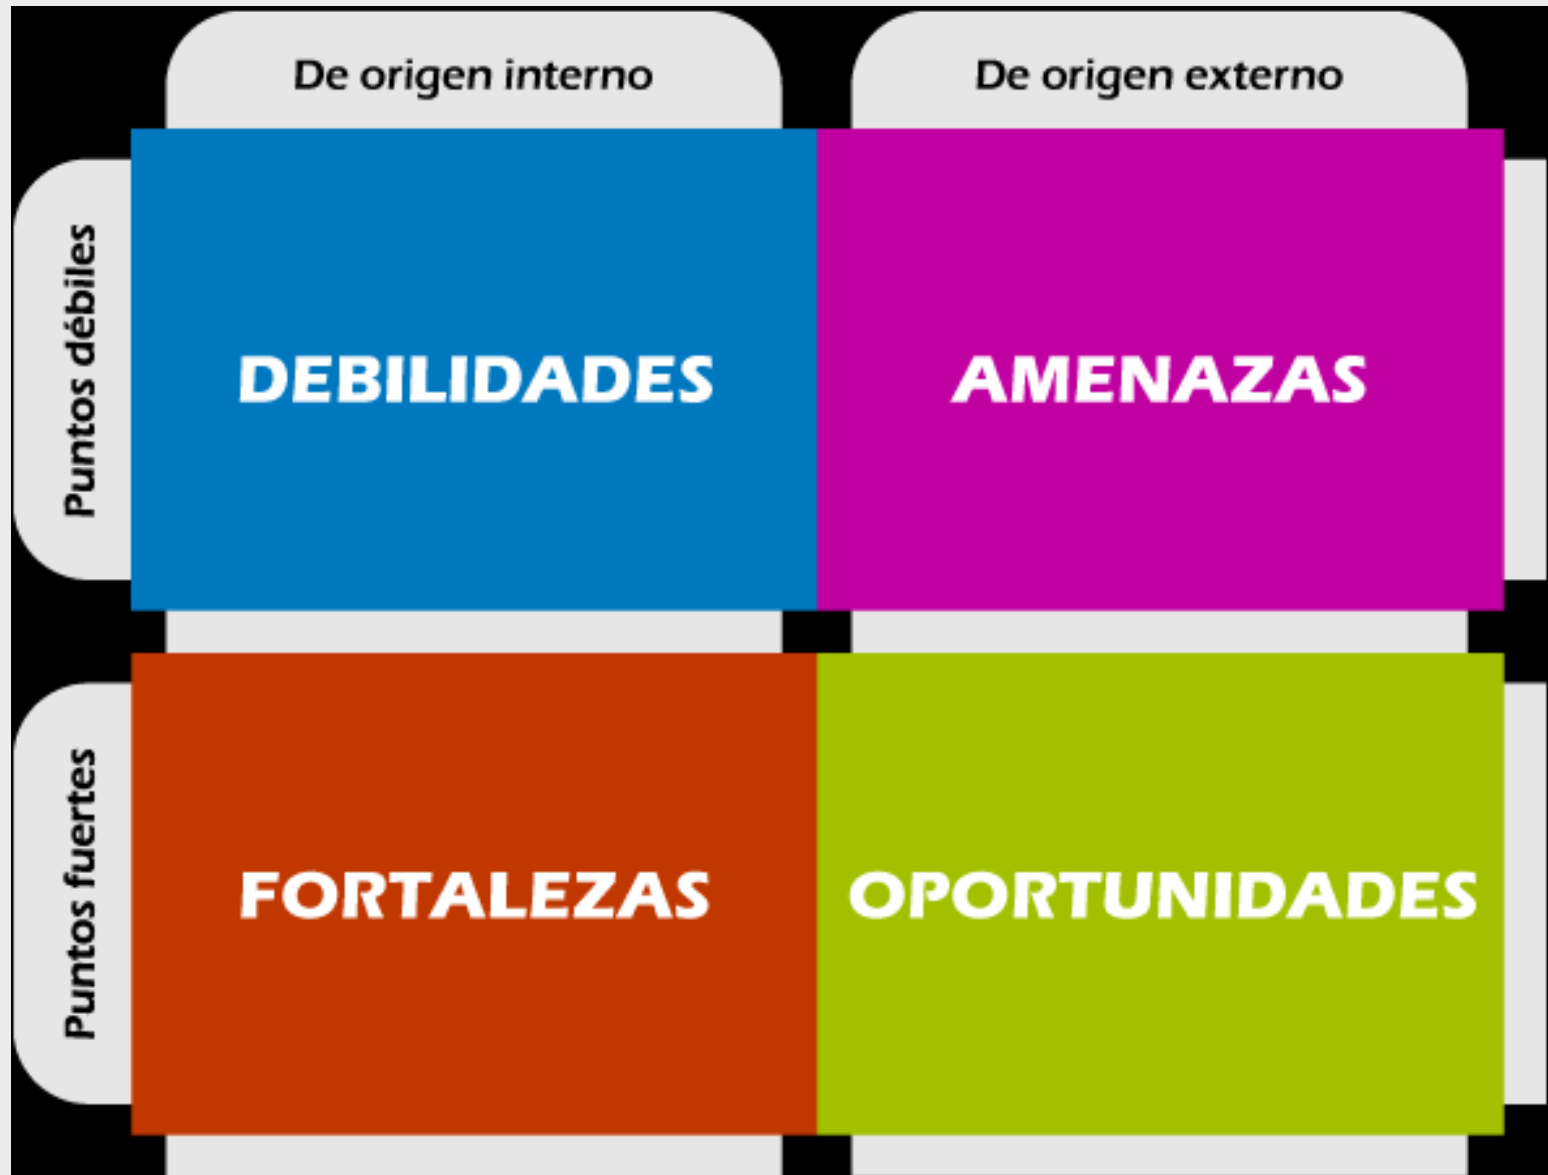 De origen interno
De origen externo
Puntos débiles
DEBILIDADES
AMENAZAS
Puntos fuertes
FORTALEZAS
OPORTUNIDADES